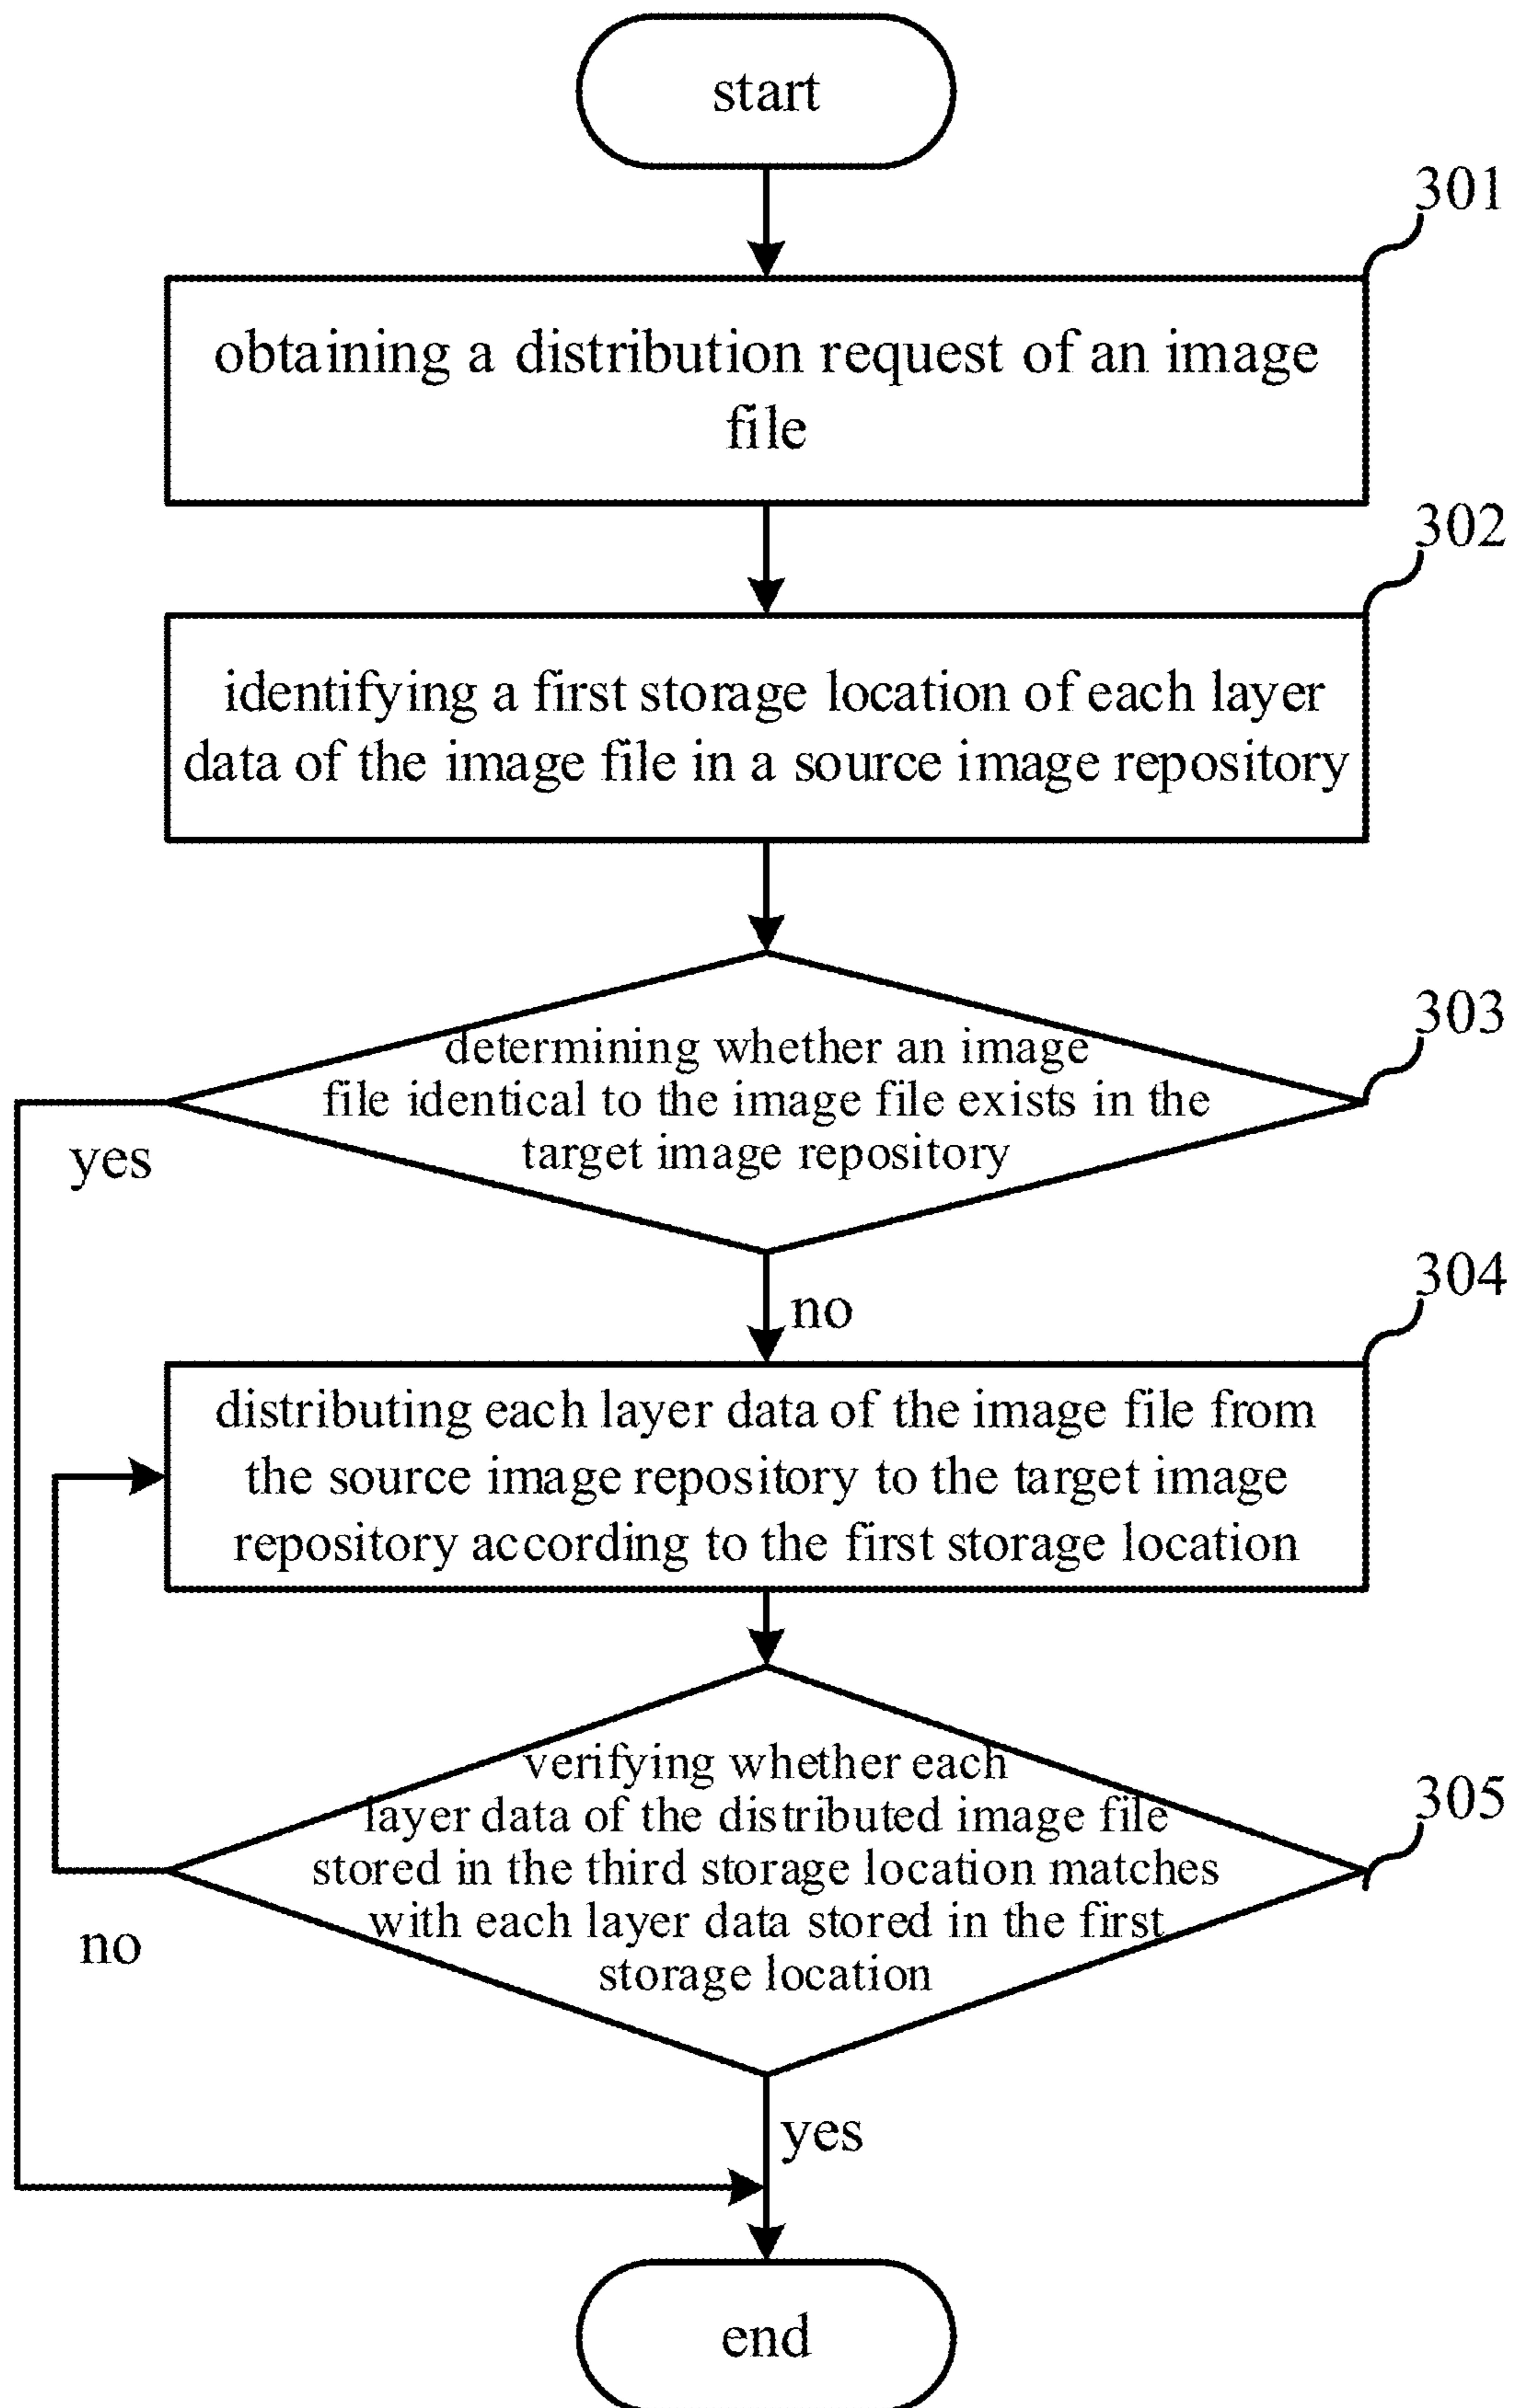 start
301
obtaining a distribution request of an image
file
302
identifying a first storage location of each layer
data of the image file in a source image repository
303
determining whether an image
file identical to the image file exists in the
target image repository
yes
no
304
distributing each layer data of the image file from
the source image repository to the target image
repository according to the first storage location
305
verifying whether each
layer data of the distributed image file
stored in the third storage location matches
with each layer data stored in the first
storage location
no
yes
end